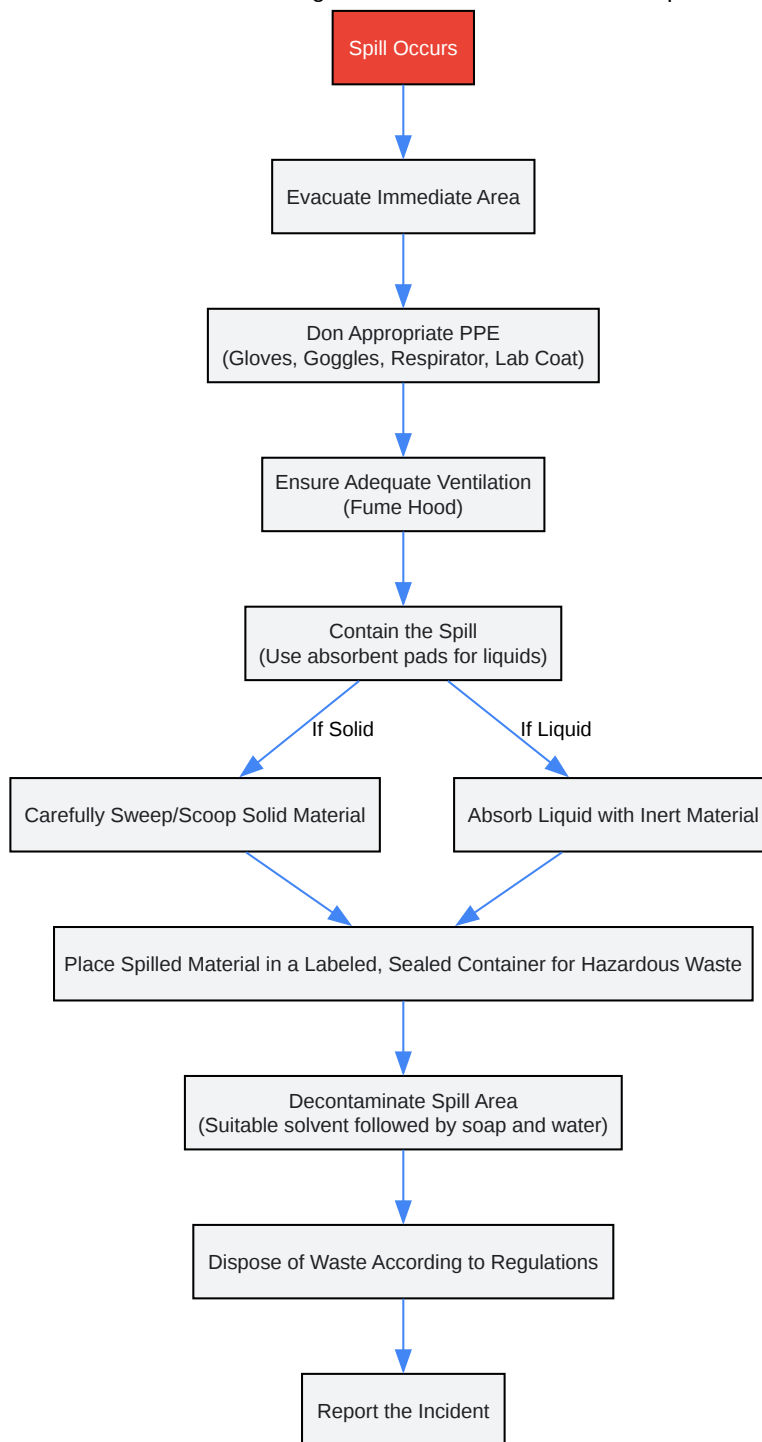 Spill Occurs
Evacuate Immediate Area
Don Appropriate PPE
(Gloves, Goggles, Respirator, Lab Coat)
Ensure Adequate Ventilation
(Fume Hood)
Contain the Spill
(Use absorbent pads for liquids)
If Solid
If Liquid
Carefully Sweep/Scoop Solid Material
Absorb Liquid with Inert Material
Place Spilled Material in a Labeled, Sealed Container for Hazardous Waste
Decontaminate Spill Area
(Suitable solvent followed by soap and water)
Dispose of Waste According to Regulations
Report the Incident